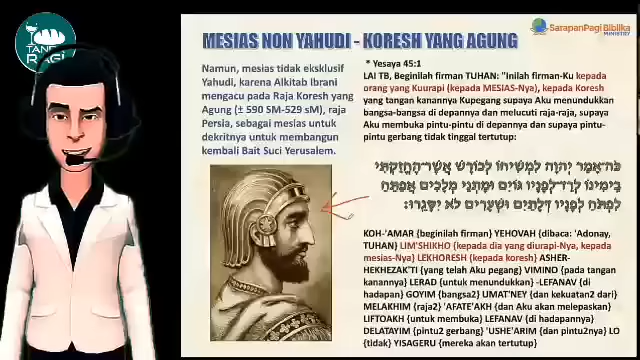 TANPA
RAGI
SarapanPagi Biblika
MINISTRY
MESIAS NON YAHUDI - KORESH YANG AGUNG
Namun, mesias tidak eksklusif
Yahudi, karena Alkitab Ibrani
mengacu pada Raja Koresh yang
Agung (± 590 SM-529 sM), raja
Persia, sebagai mesias untuk
dekritnya untuk membangun
kembali Bait Suci Yerusalem.
* Yesaya 45:1
LAI TB, Beginilah firman TUHAN: "Inilah firman-Ku kepada
orang yang Kuurapi (kepada MESIAS-Nya), kepada Koresh
yang tangan kanannya Kupegang supaya Aku menundukkan
bangsa-bangsa di depannya dan melucuti raja-raja, supaya
Aku membuka pintu-pintu di depannya dan supaya pintu-
pintu gerbang tidak tinggal tertutup:
כֹּה־אָמַר יְהוָה לִמְשִׁיחוֹ לְכוֹרֶשׁ אֲשֶׁר־הֶחֱזַקְתִּי
בִימִינוֹ לְרַד־לְפָנָיו גּוֹיִם וּמָתְנֵי מְלָכִים אֲפַתֵּחַ
לִפְתֹּחַ לְפָנָיו דְּלָתַיִם וּשְׁעָרִים לֹא יִסָּגֵרוּ׃
KOH-'AMAR {beginilah firman} YEHOVAH {dibaca: 'Adonay,
TUHAN} LIM'SHIKHO {kepada dia yang diurapi-Nya, kepada
mesias-Nya} LEKHORESH {kepada koresh} ASHER-
HEKHEZAK'TI {yang telah Aku pegang} VIMINO {pada tangan
kanannya} LERAD {untuk menundukkan} -LEFANAV {di
hadapan} GOYIM {bangsa2} UMAT'NEY {dan kekuatan2 dari}
MELAKHIM {raja2} 'AFATE'AKH {dan Aku akan melepaskan}
LIFTOAKH {untuk membuka} LEFANAV {di hadapannya}
DELATAYIM {pintu2 gerbang} 'USHE'ARIM {dan pintu2nya} LO
{tidak} YISAGERU {mereka akan tertutup}